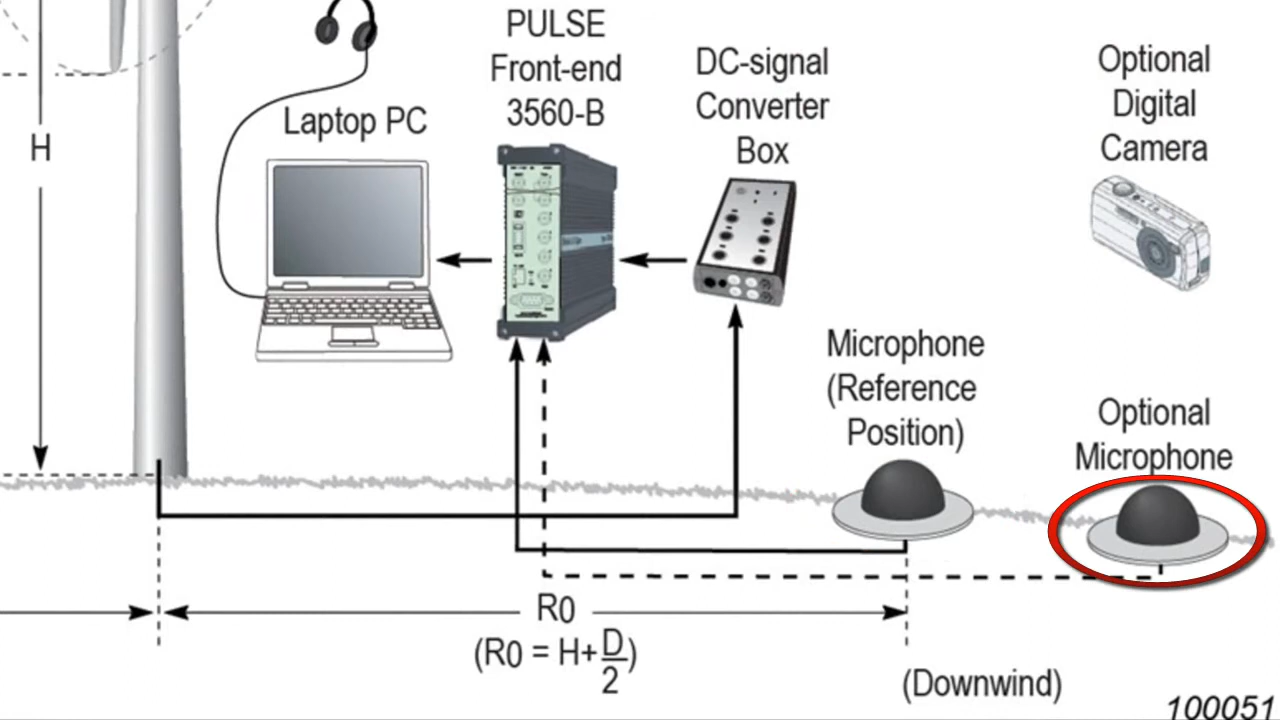 PULSE
Front-end
3560-B
DC-signal
Converter
Box
Optional
Digital
Camera
Laptop PC
H
Microphone
(Reference
Position)
Optional
Microphone
R0
(R0 = H+D/2)
(Downwind)
100051